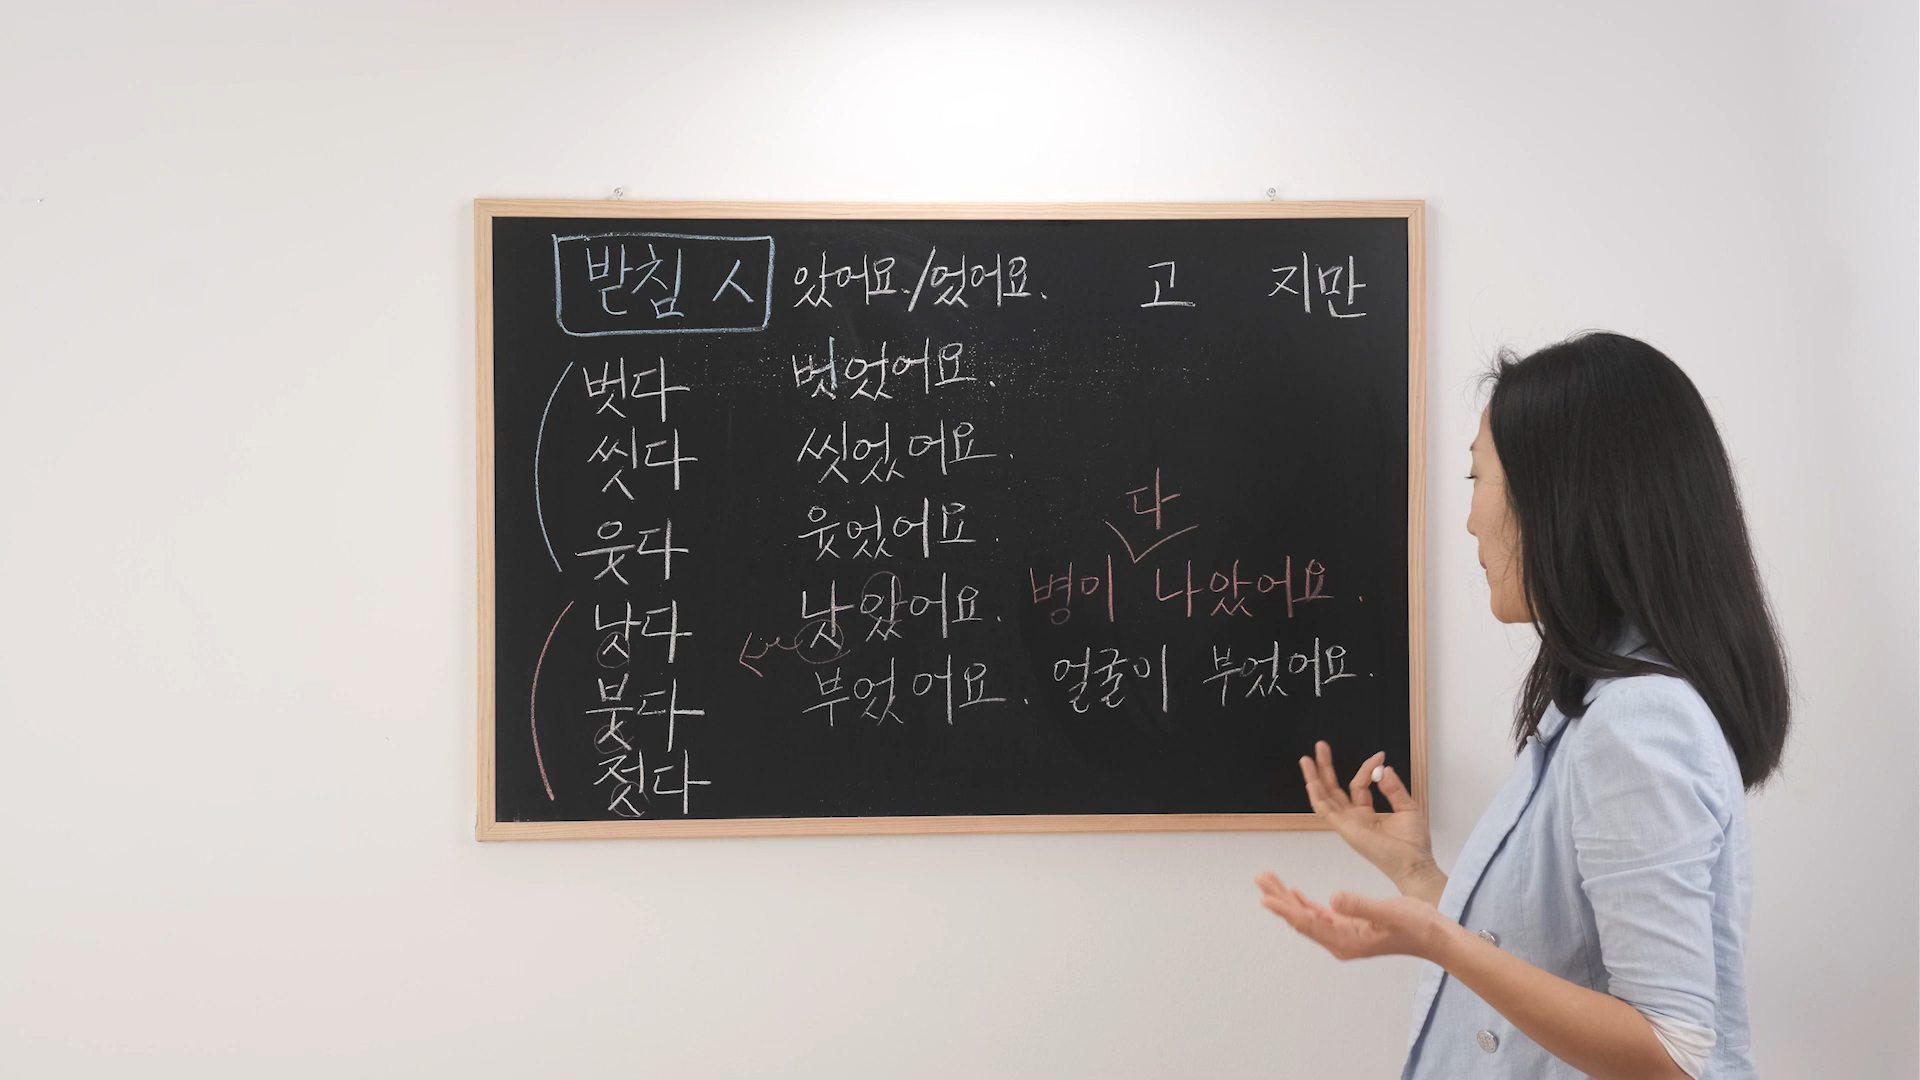 받침 ㅅ 았어요./었어요. 고 지만
벗다 벗었어요.
씻다 씻었어요.
웃다 웃었어요.
다
낫다 낫았어요. 병이 나았어요.
붓다 부었어요. 얼굴이 부었어요.
젓다